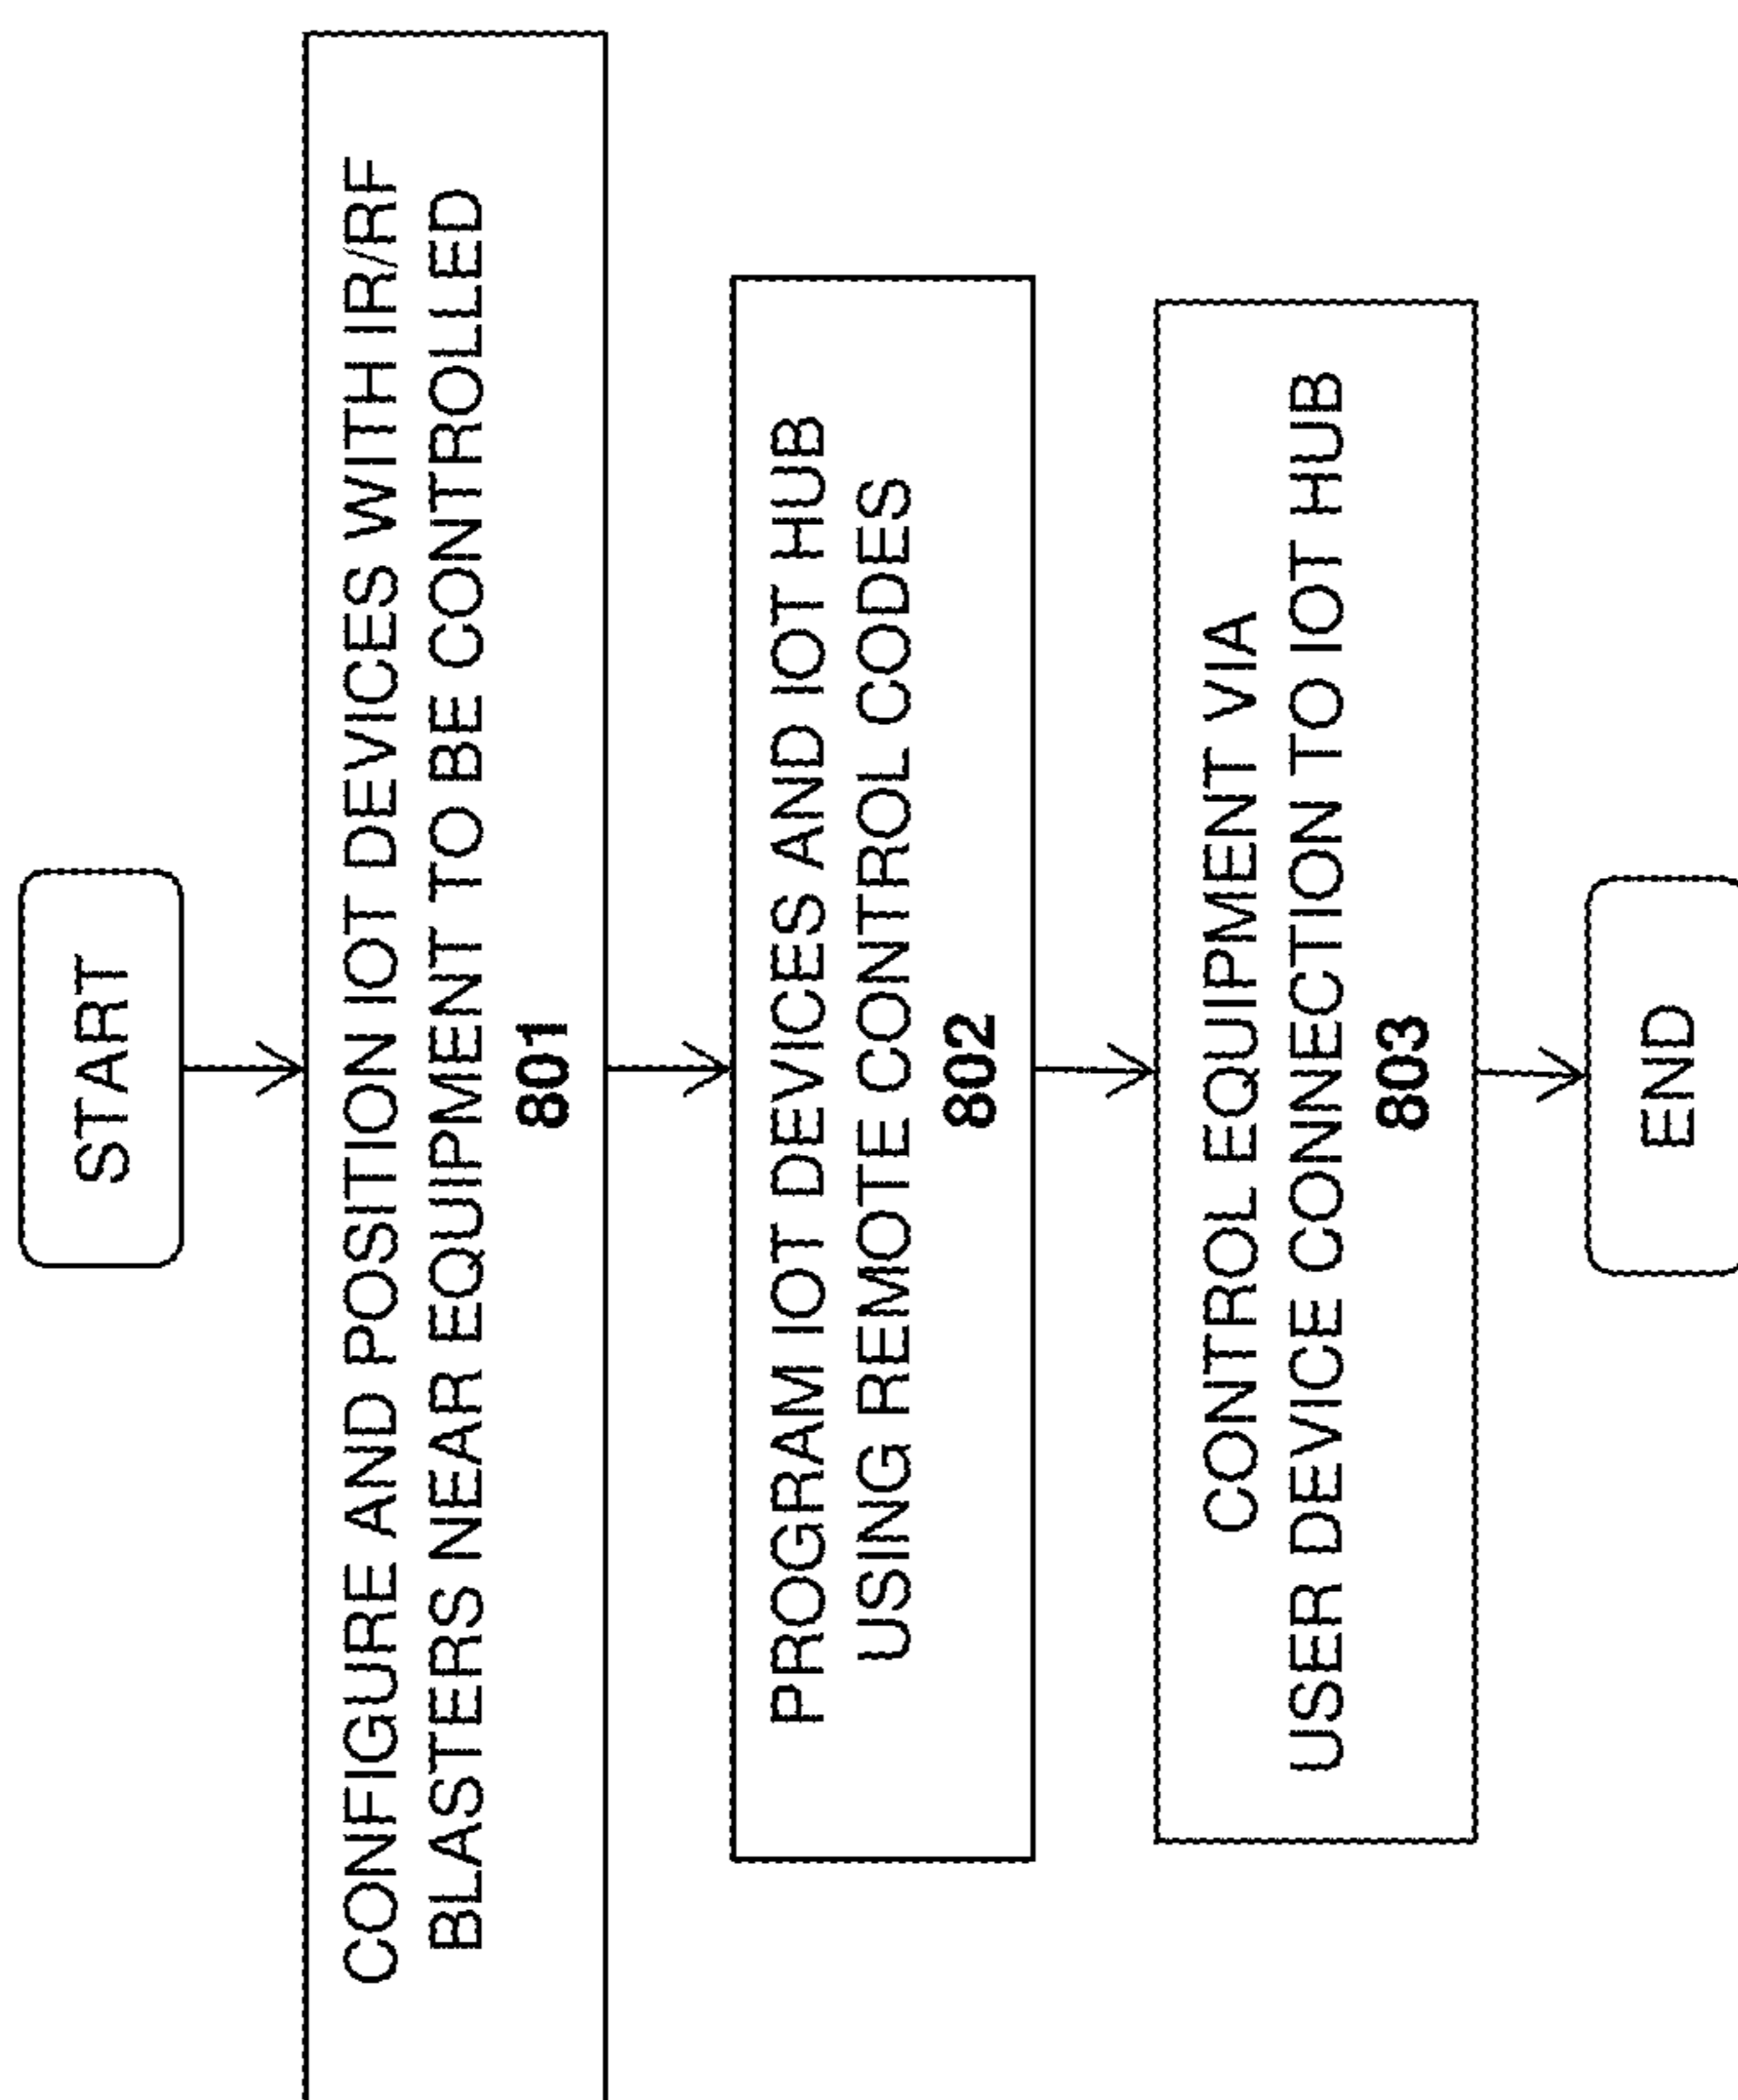 START
CONFIGURE AND POSITION IOT DEVICES WITH IR/RF
BLASTERS NEAR EQUIPMENT TO BE CONTROLLED
801
PROGRAM IOT DEVICES AND IOT HUB
USING REMOTE CONTROL CODES
802
CONTROL EQUIPMENT VIA
USER DEVICE CONNECTION TO IOT HUB
803
END